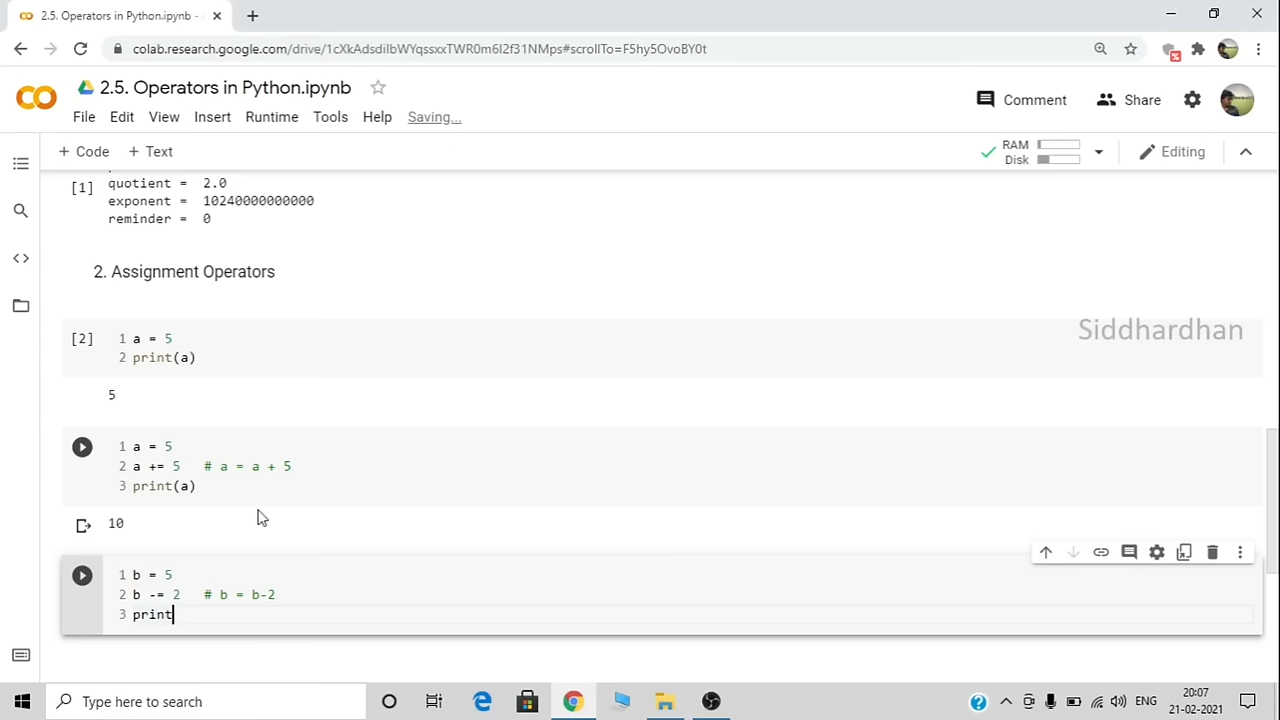 2.5. Operators in Python.ipynb -
colab.research.google.com/drive/1cXkAdsdiIbWYqssxxTWR0m6I2f31NMps#scrollTo=F5hy5OvoBY0t
2.5. Operators in Python.ipynb
File Edit View Insert Runtime Tools Help Saving...
Comment Share
+ Code + Text
RAM
Disk
Editing
[1]
quotient = 2.0
exponent = 10240000000000
reminder = 0
2. Assignment Operators
[2]
1 a = 5
2 print(a)
Siddhardhan
5
1 a = 5
2 a += 5 # a = a + 5
3 print(a)
10
1 b = 5
2 b -= 2 # b = b-2
3 print
Type here to search
ENG
20:07
21-02-2021